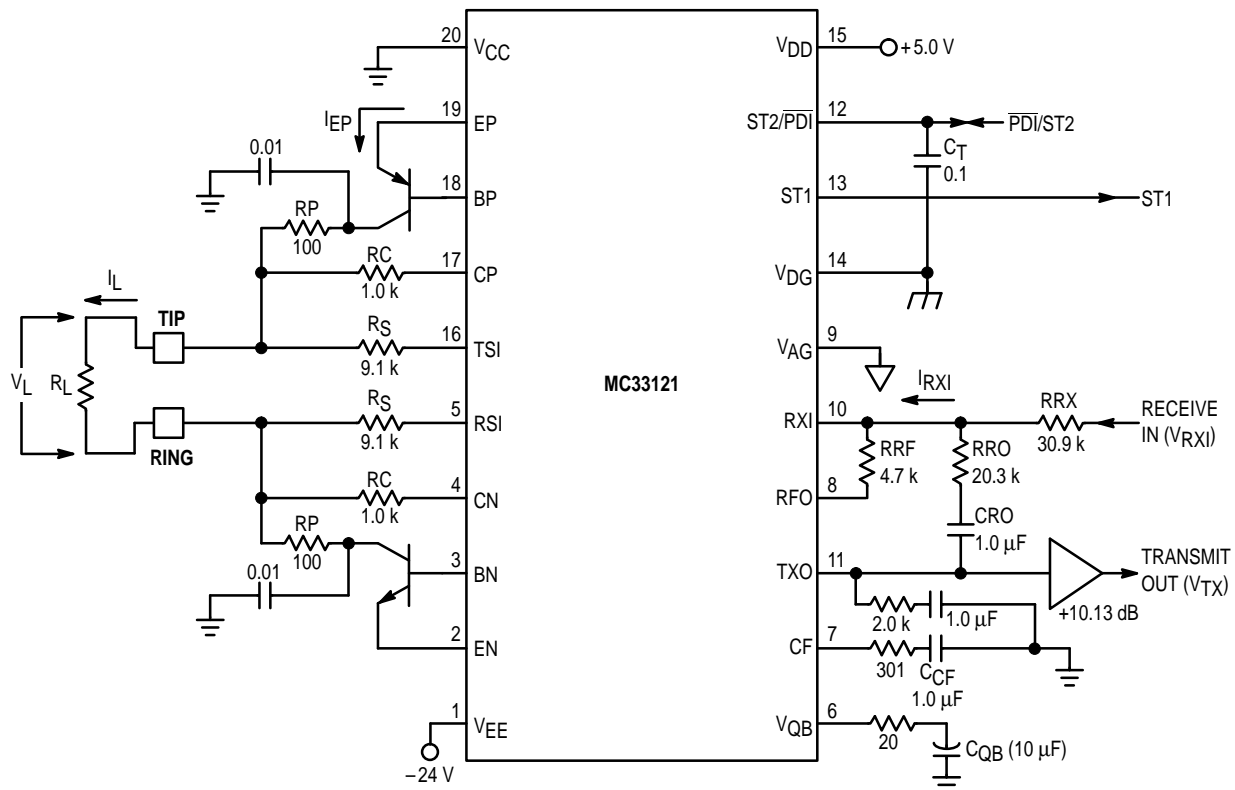 20
VCC
15
VDD
+5.0 V
IEP
19
EP
12
ST2/PDI
PDI/ST2
0.01
CT
0.1
18
BP
13
ST1
ST1
RP
100
RC
1.0 k
17
CP
14
VDG
IL
TIP
RS
9.1 k
16
TSI
9
VAG
VL
RL
MC33121
IRXI
RS
9.1 k
5
RSI
10
RXI
RRX
30.9 k
RECEIVE
IN (VRXI)
RING
RRF
4.7 k
RRO
20.3 k
RC
1.0 k
4
CN
8
RFO
RP
100
CRO
1.0 µF
0.01
3
BN
11
TXO
TRANSMIT
OUT (VTX)
+10.13 dB
2.0 k
1.0 µF
2
EN
7
CF
301
CCF
1.0 µF
1
VEE
–24 V
6
VQB
20
CQB (10 µF)